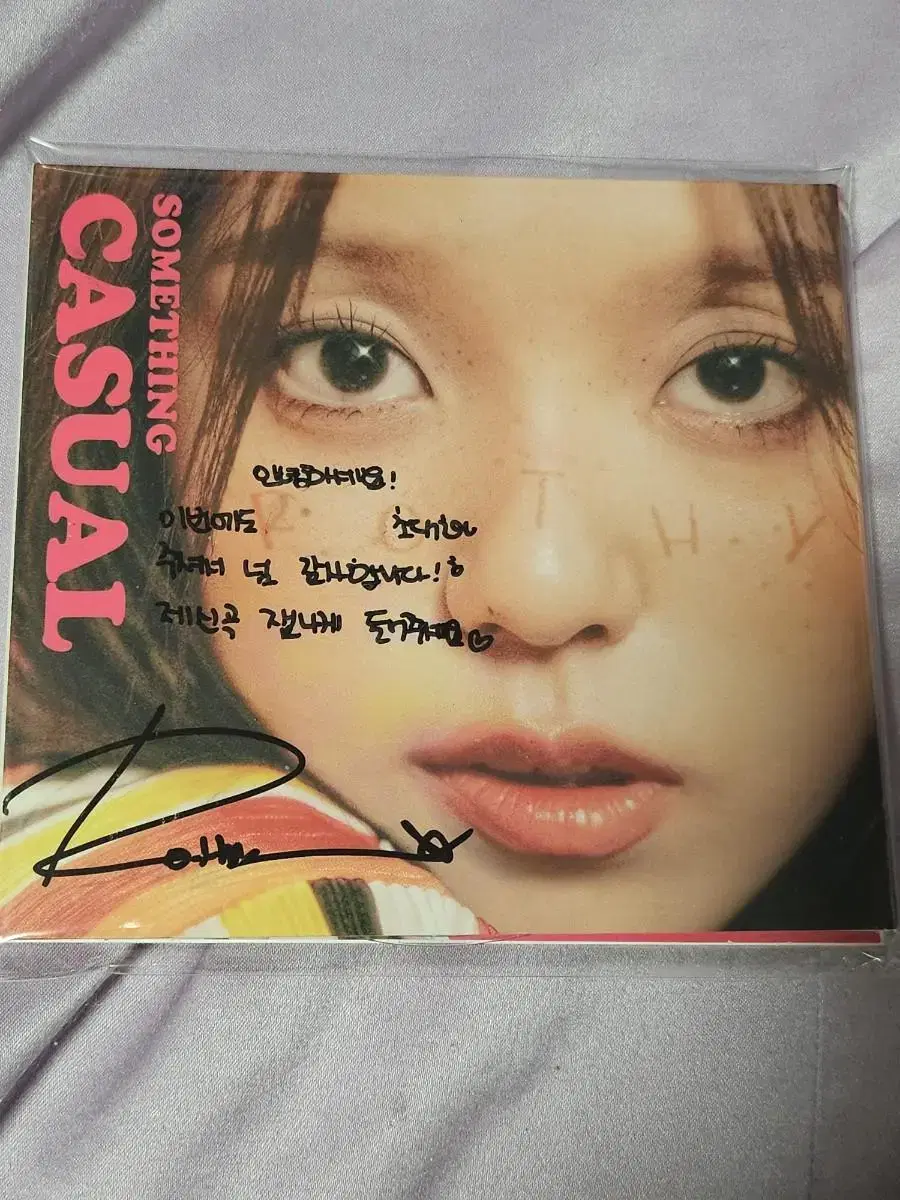 SOMETHING
CASUAL
R·O·T·H·Y
안녕하세요!
이번에도 초대해
주셔서 넘 감사합니다!ㅎ
제 신곡 잼나게 들어주세요♡